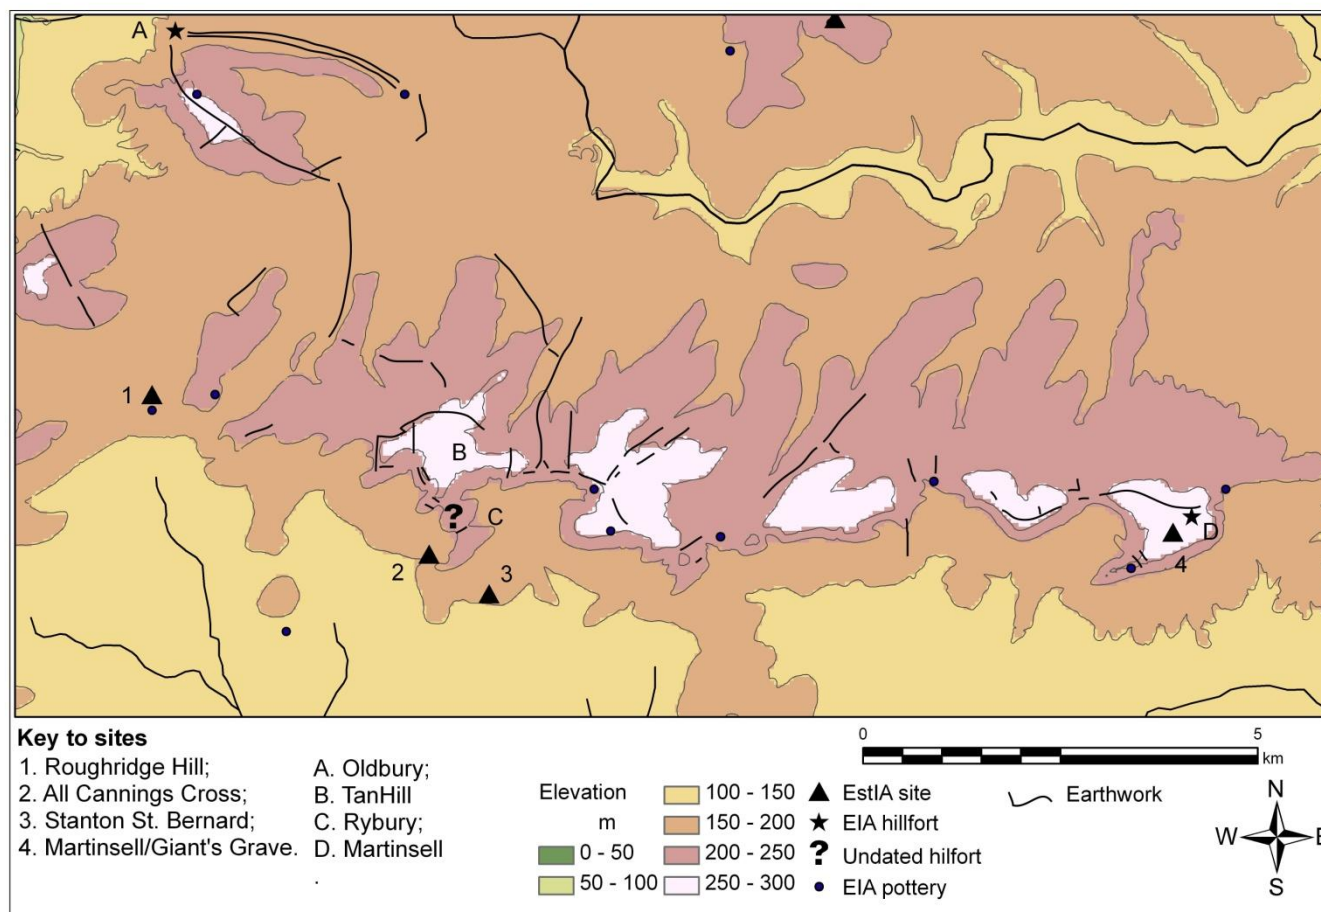 A
1
B
C
2
3
D
4
Key to sites
1. Roughridge Hill;
2. All Cannings Cross;
3. Stanton St. Bernard;
4. Martinsell/Giant's Grave.
A. Oldbury;
B. TanHill
C. Rybury;
D. Martinsell
.
Elevation
m
0 - 50
50 - 100
100 - 150
150 - 200
200 - 250
250 - 300
0 5
km
EstIA site
EIA hillfort
? Undated hilfort
EIA pottery
Earthwork
N
W E
S